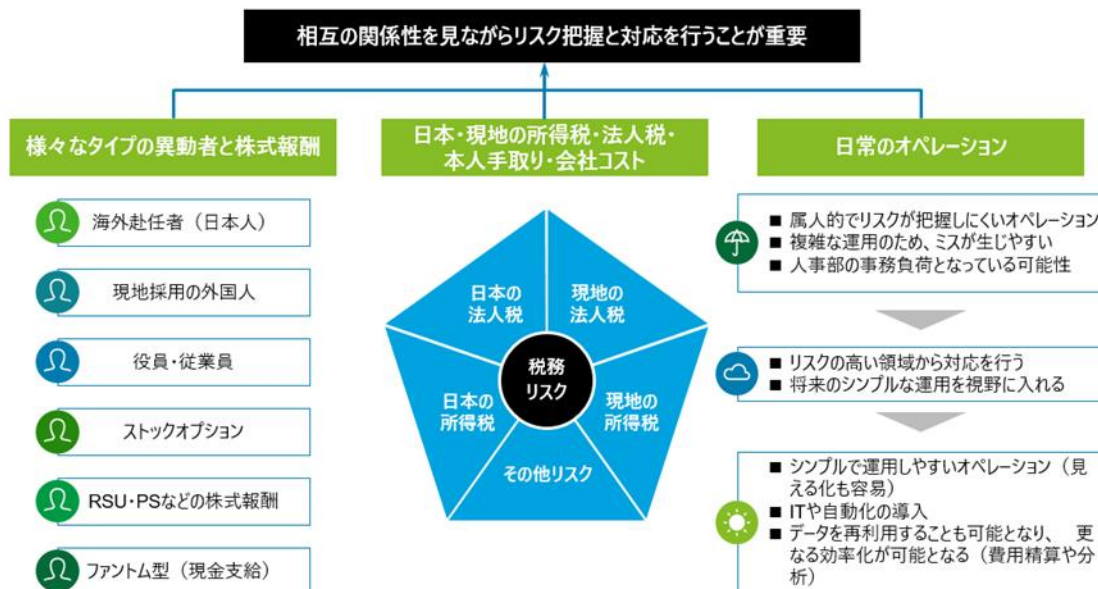 相互の関係性を見ながらリスク把握と対応を行うことが重要
様々なタイプの異動者と株式報酬
海外赴任者（日本人）
現地採用の外国人
役員・従業員
ストックオプション
RSU・PSなどの株式報酬
ファントム型（現金支給）
日本・現地の所得税・法人税・
本人手取り・会社コスト
日本の
法人税
現地の
法人税
税務
リスク
日本の
所得税
現地の
所得税
その他リスク
日常のオペレーション
■ 属人的でリスクが把握しにくいオペレーション
■ 複雑な運用のため、ミスが生じやすい
■ 人事部の事務負荷となっている可能性
■ リスクの高い領域から対応を行う
■ 将来のシンプルな運用を視野に入れる
■ シンプルで運用しやすいオペレーション（見
える化も容易）
■ ITや自動化の導入
■ データを再利用することも可能となり、 更
なる効率化が可能となる（費用精算や分
析）